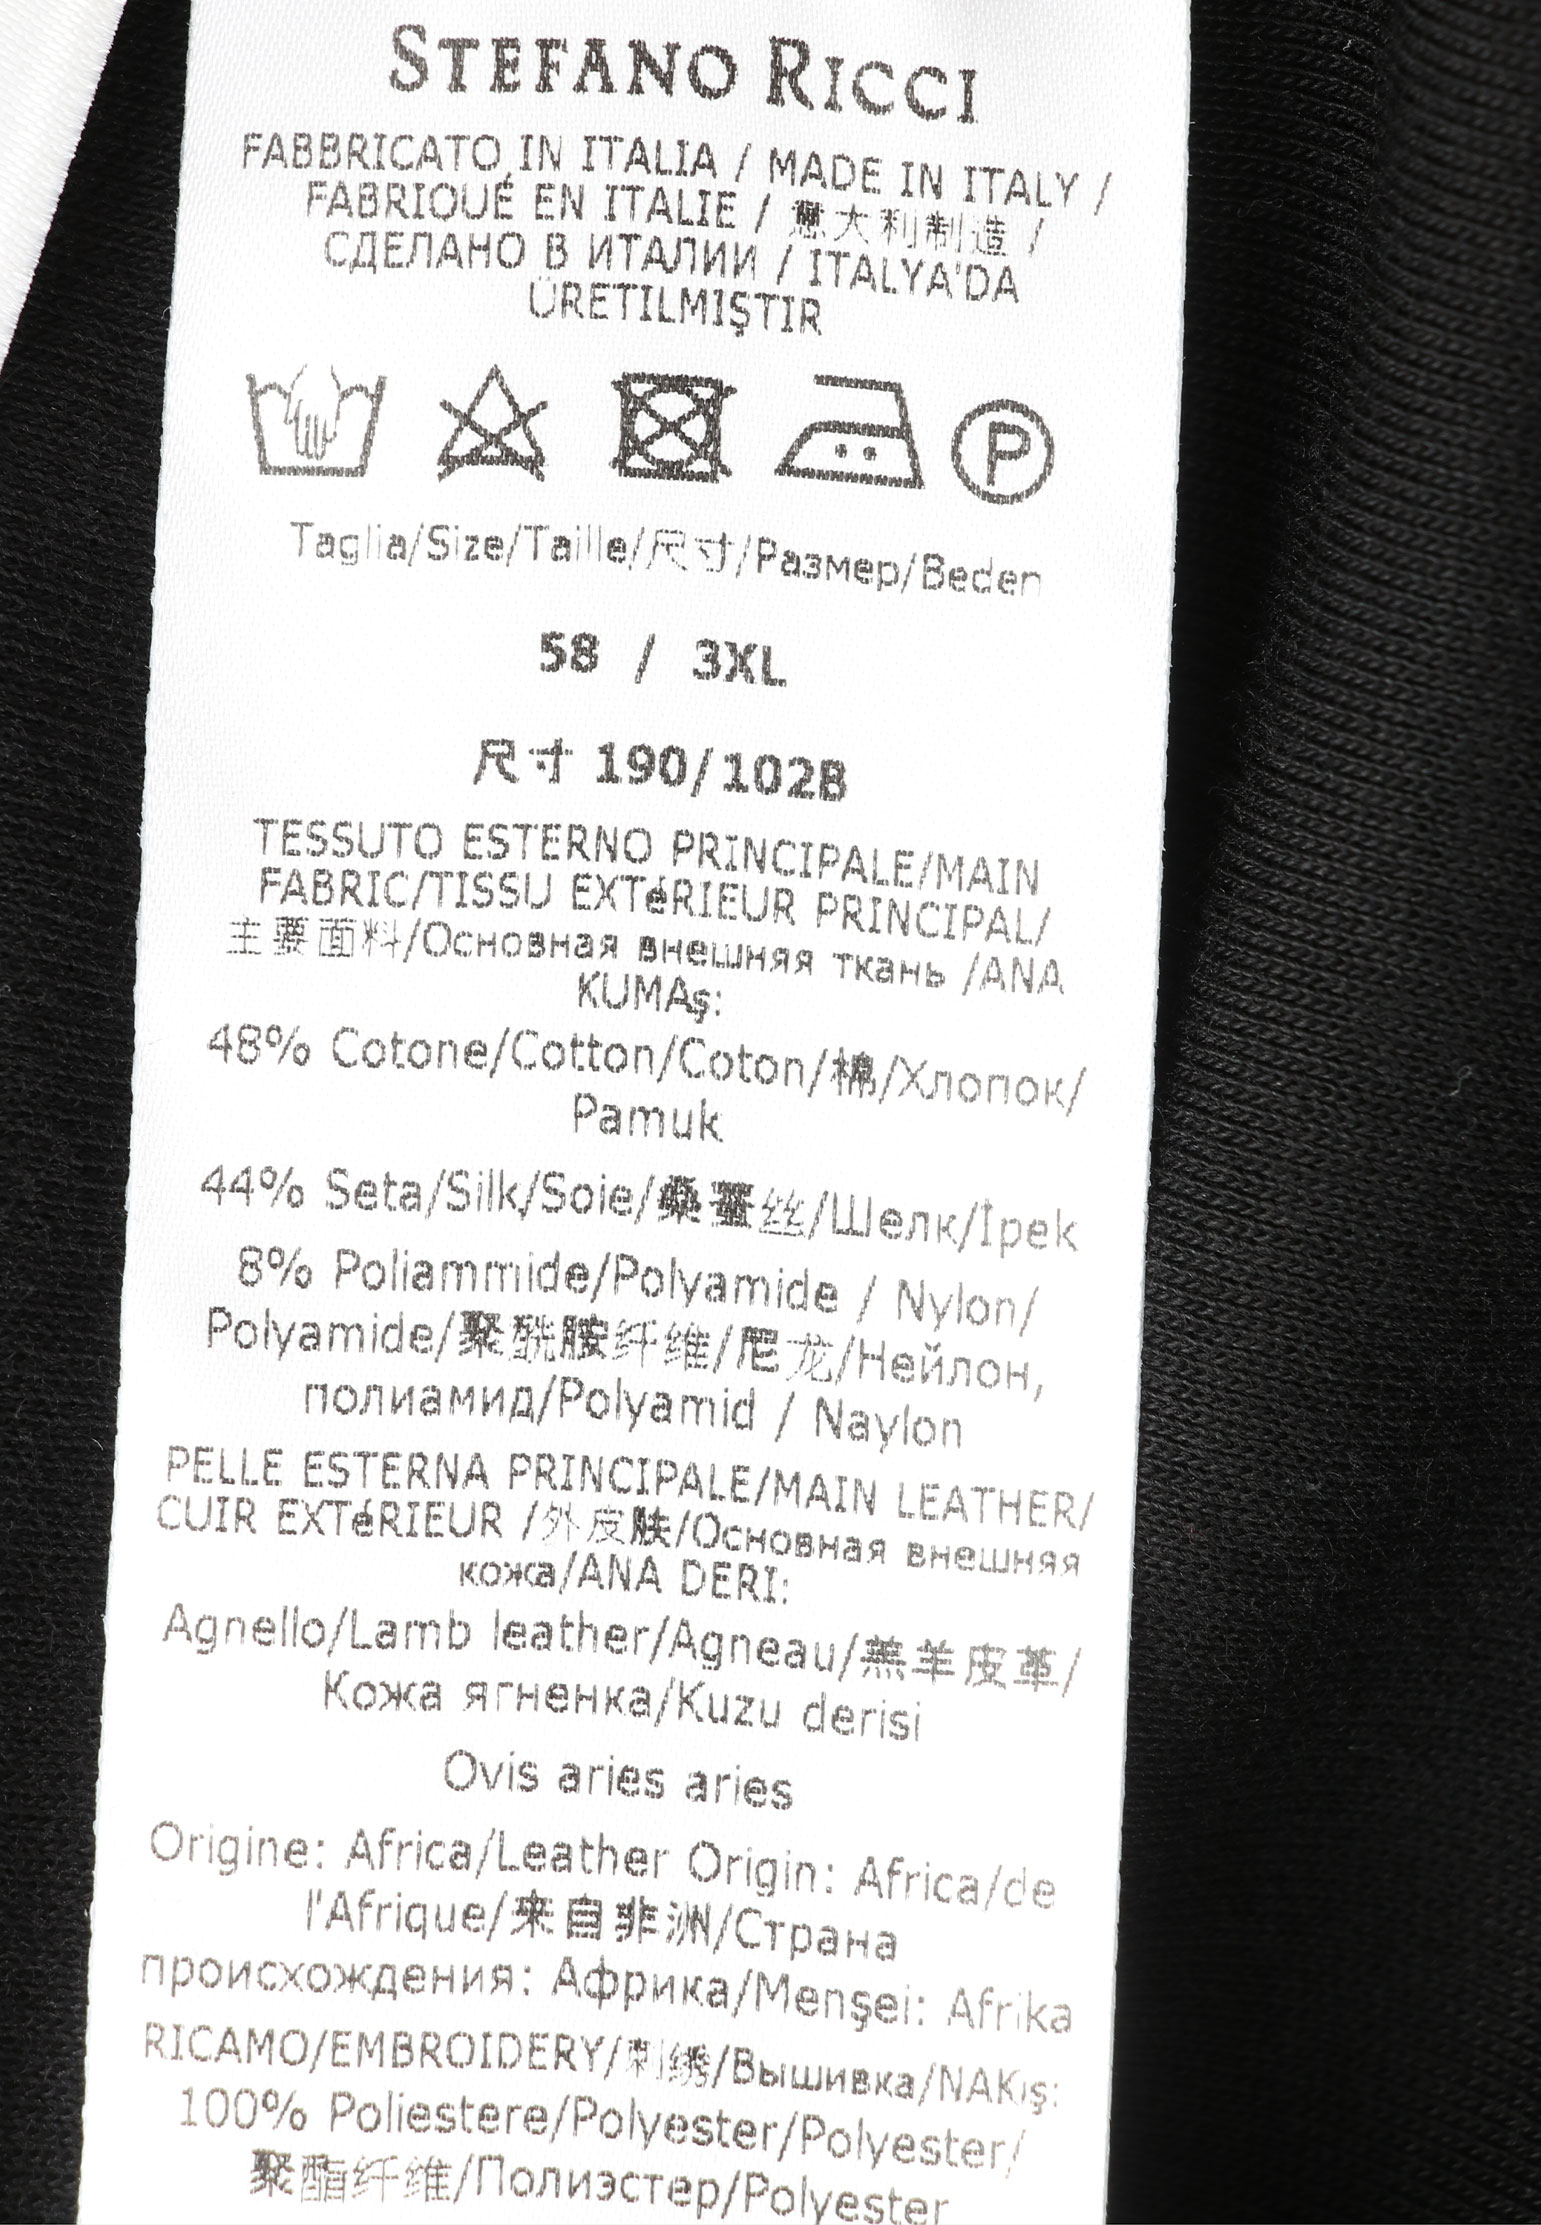 STEFANO RICCI
FABBRICATO IN ITALIA / MADE IN ITALY /
FABRIQUÉ EN ITALIE / 意大利制造 /
СДЕЛАНО В ИТАЛИИ / ITALYA'DA
ÜRETILMIŞTIR
P
Taglia/Size/Taille/尺寸/Размер/Beden
58 / 3XL
尺寸 190/102B
TESSUTO ESTERNO PRINCIPALE/MAIN
FABRIC/TISSU EXTéRIEUR PRINCIPAL/
主要面料/Основная внешняя ткань /ANA
KUMAş:
48% Cotone/Cotton/Coton/棉/Хлопок/
Pamuk
44% Seta/Silk/Soie/桑蚕丝/Шелк/İpek
8% Poliammide/Polyamide / Nylon/
Polyamide/聚酰胺纤维/尼龙/Нейлон,
полиамид/Polyamid / Naylon
PELLE ESTERNA PRINCIPALE/MAIN LEATHER/
CUIR EXTéRIEUR /外皮肤/Основная внешняя
кожа/ANA DERI:
Agnello/Lamb leather/Agneau/羔羊皮革/
Кожа ягненка/Kuzu derisi
Ovis aries aries
Origine: Africa/Leather Origin: Africa/de
l'Afrique/来自非洲/Страна
происхождения: Африка/Menşei: Afrika
RICAMO/EMBROIDERY/刺绣/Вышивка/NAKış:
100% Poliestere/Polyester/Polyester/
聚酯纤维/Полиэстер/Polyester